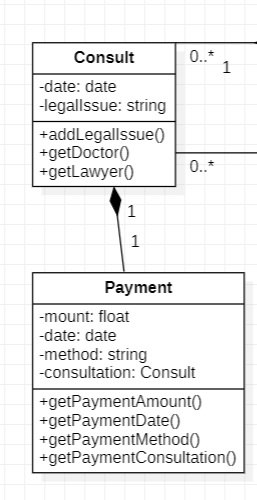 Consult
-date: date
-legalIssue: string
+addLegalIssue()
+getDoctor()
+getLawyer()
0..*
1
0..*
1
1
Payment
-mount: float
-date: date
-method: string
-consultation: Consult
+getPaymentAmount()
+getPaymentDate()
+getPaymentMethod()
+getPaymentConsultation()